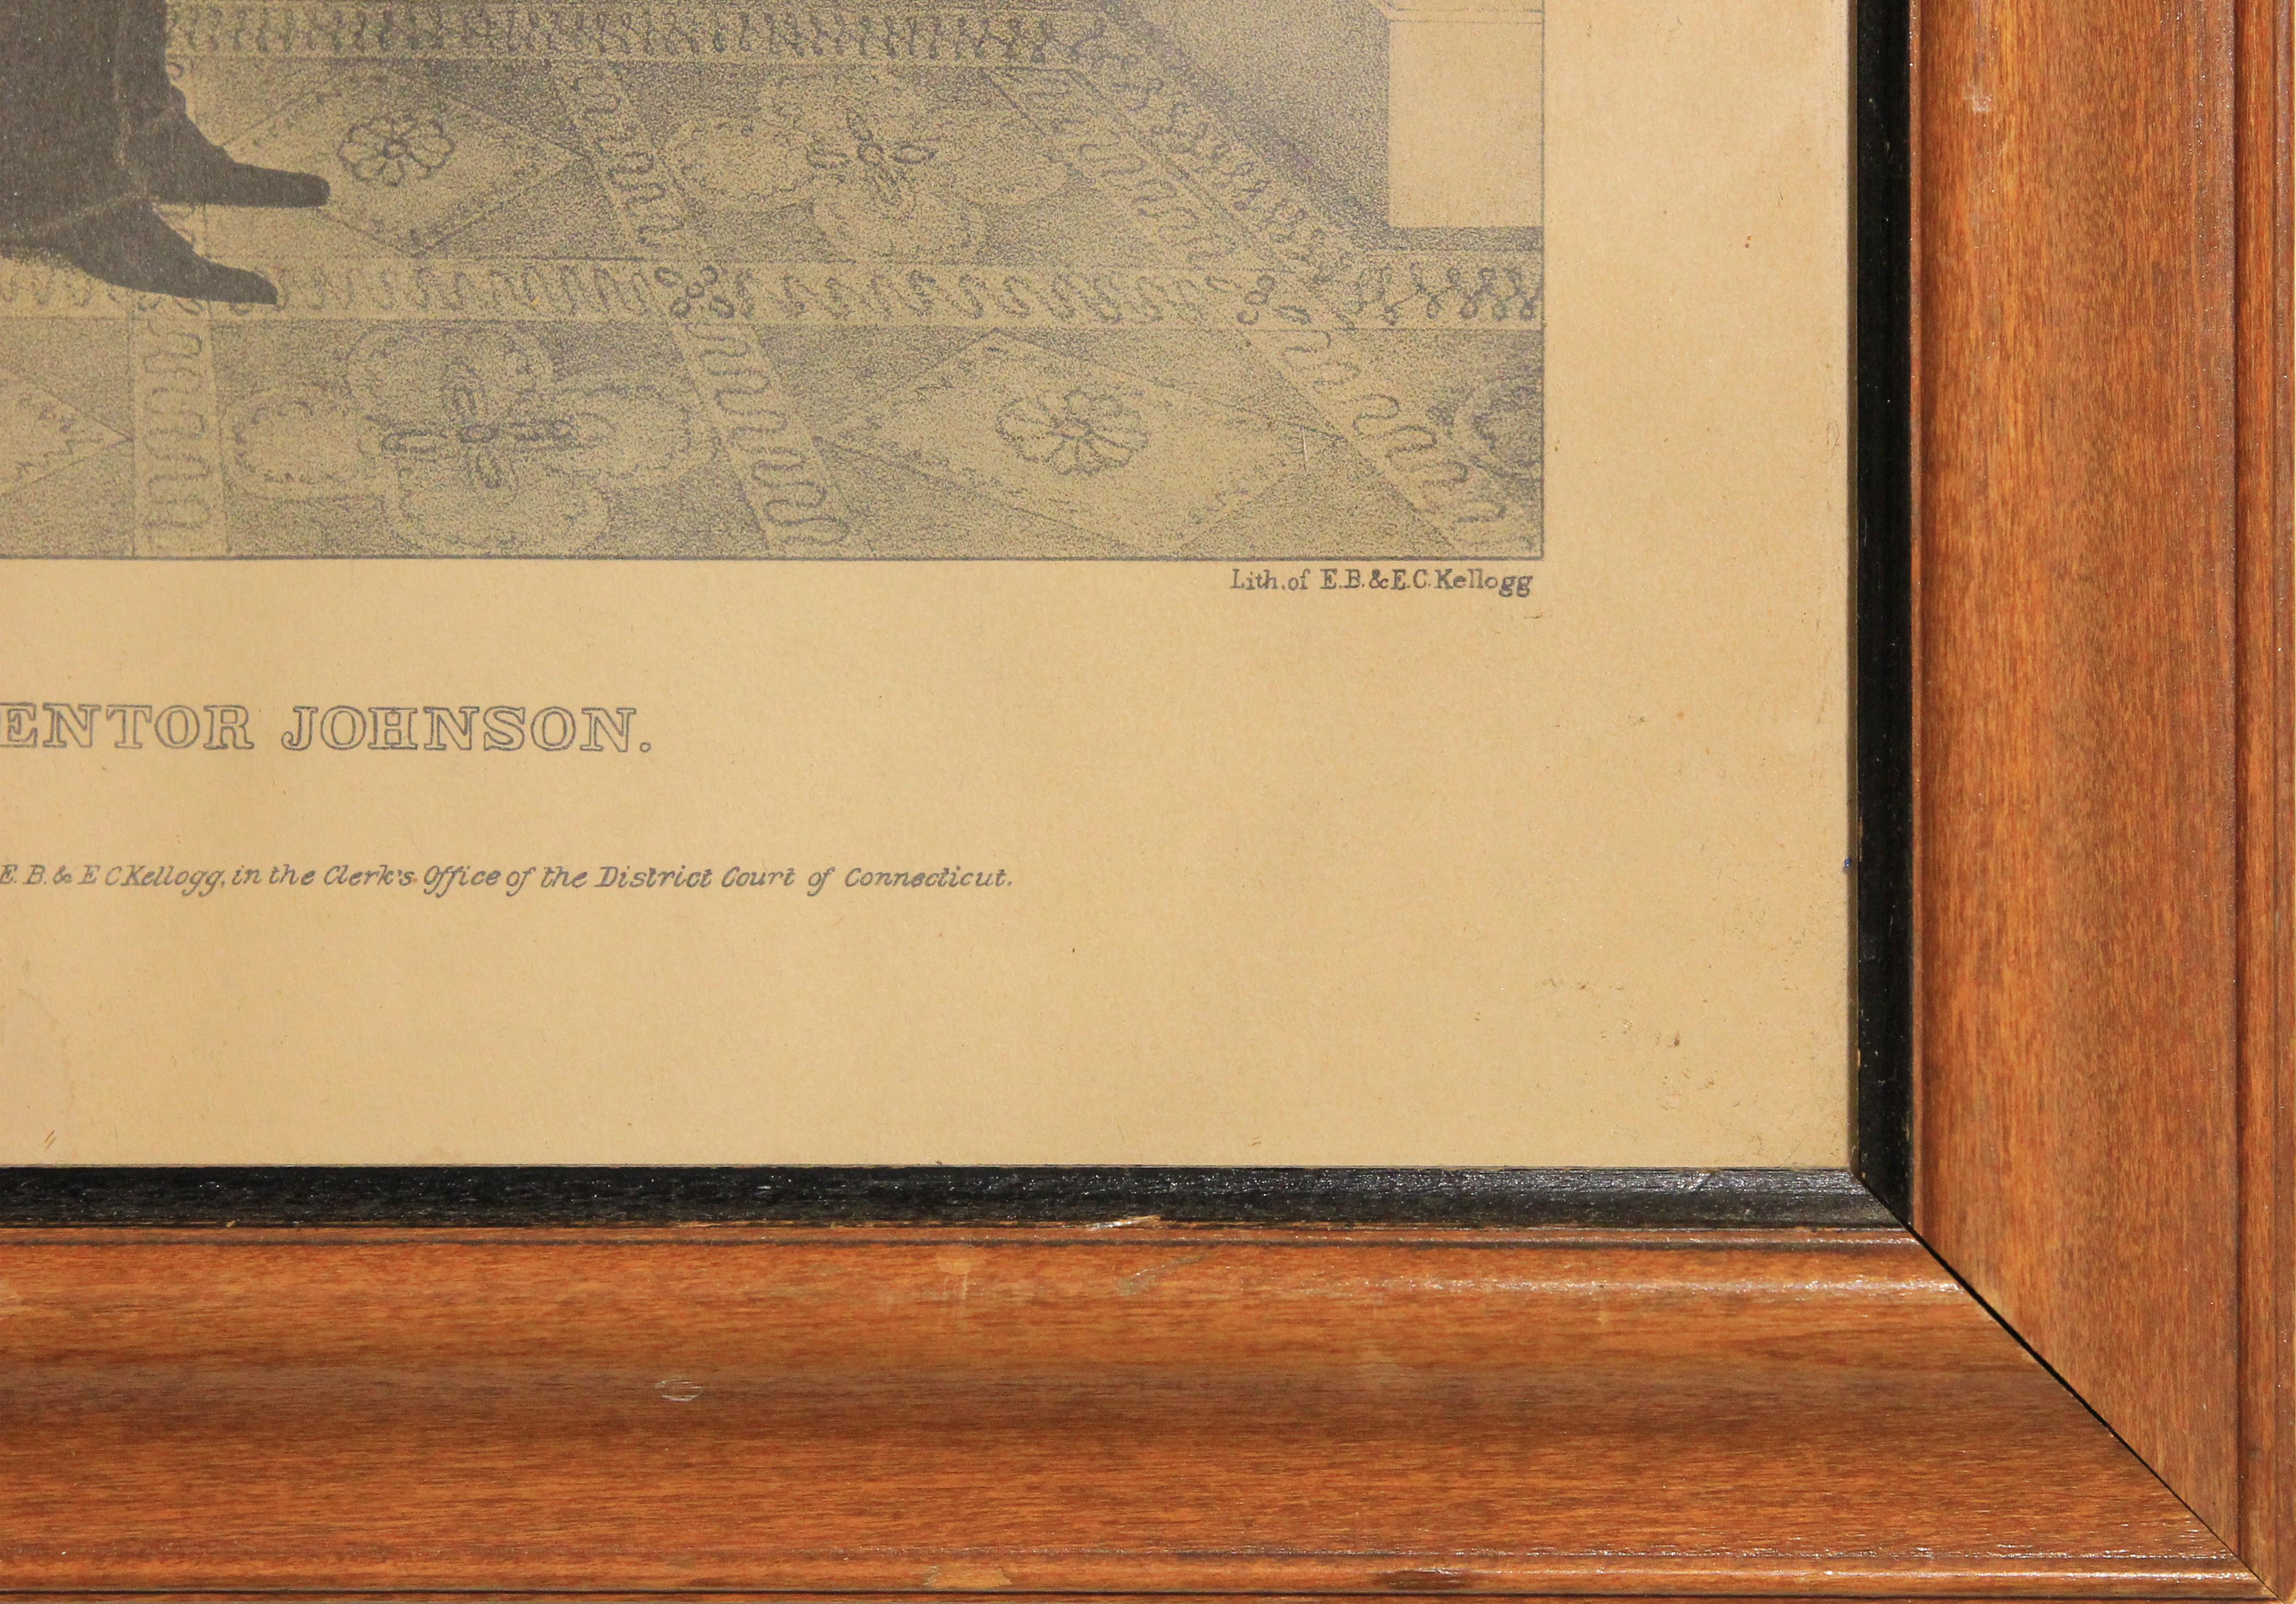 Lith. of E.B. & E.C. Kellogg
ENTOR JOHNSON.
E. B. & E C Kellogg, in the Clerk's Office of the District Court of Connecticut.